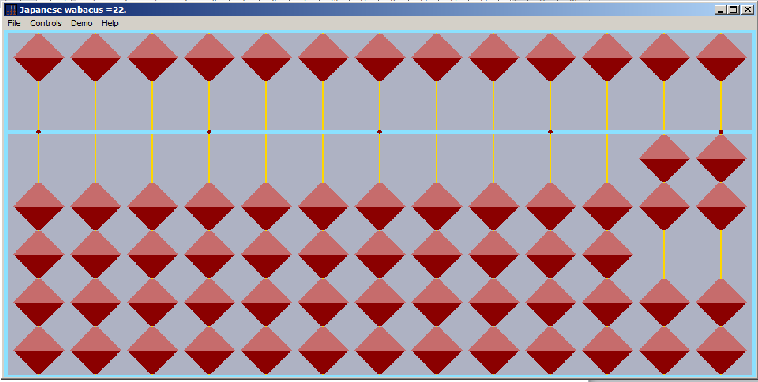 Japanese wabacus =22.
File Controls Demo Help